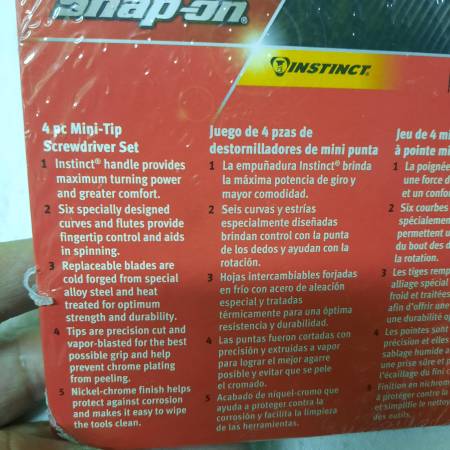 Snap-on
INSTINCT
4 pc Mini-Tip
Screwdriver Set
1 Instinct® handle provides
maximum turning power
and greater comfort.
2 Six specially designed
curves and flutes provide
fingertip control and aids
in spinning.
3 Replaceable blades are
cold forged from special
alloy steel and heat
treated for optimum
strength and durability.
4 Tips are precision cut and
vapor-blasted for the best
possible grip and help
prevent chrome plating
from peeling.
5 Nickel-chrome finish helps
protect against corrosion
and makes it easy to wipe
the tools clean.
Juego de 4 pzas de
destornilladores de mini punta
1 La empuñadura Instinct® brinda
la máxima potencia de giro y
mayor comodidad.
2 Seis curvas y estrías
especialmente diseñadas
brindan control con la punta
de los dedos y ayudan con la
rotación.
3 Hojas intercambiables forjadas
en frío con acero de aleación
especial y tratadas
térmicamente para una óptima
resistencia y durabilidad.
4 Las puntas fueron cortadas con
precisión y extruidas a vapor
para lograr el mejor agarre
posible y evitar que se pele
el cromado.
5 Acabado de níquel-cromo que
ayuda a proteger contra la
corrosión y facilita la limpieza
de las herramientas.
Jeu de 4 mi
à pointe mi
1 La poignée
une force d
et un confo
2 Six courbes
spécialemen
permettent u
du bout des d
la rotation.
3 Les tiges remp
alliage spécial
froid et traitées
afin d'offrir une
une durabilité op
4 Les pointes sont
précision et elles
sablage humide a
une prise sûre et p
l'écaillage du fini c
5 Finition en nichrom
à protéger contre la
et simplifie le nettoy
des outils.